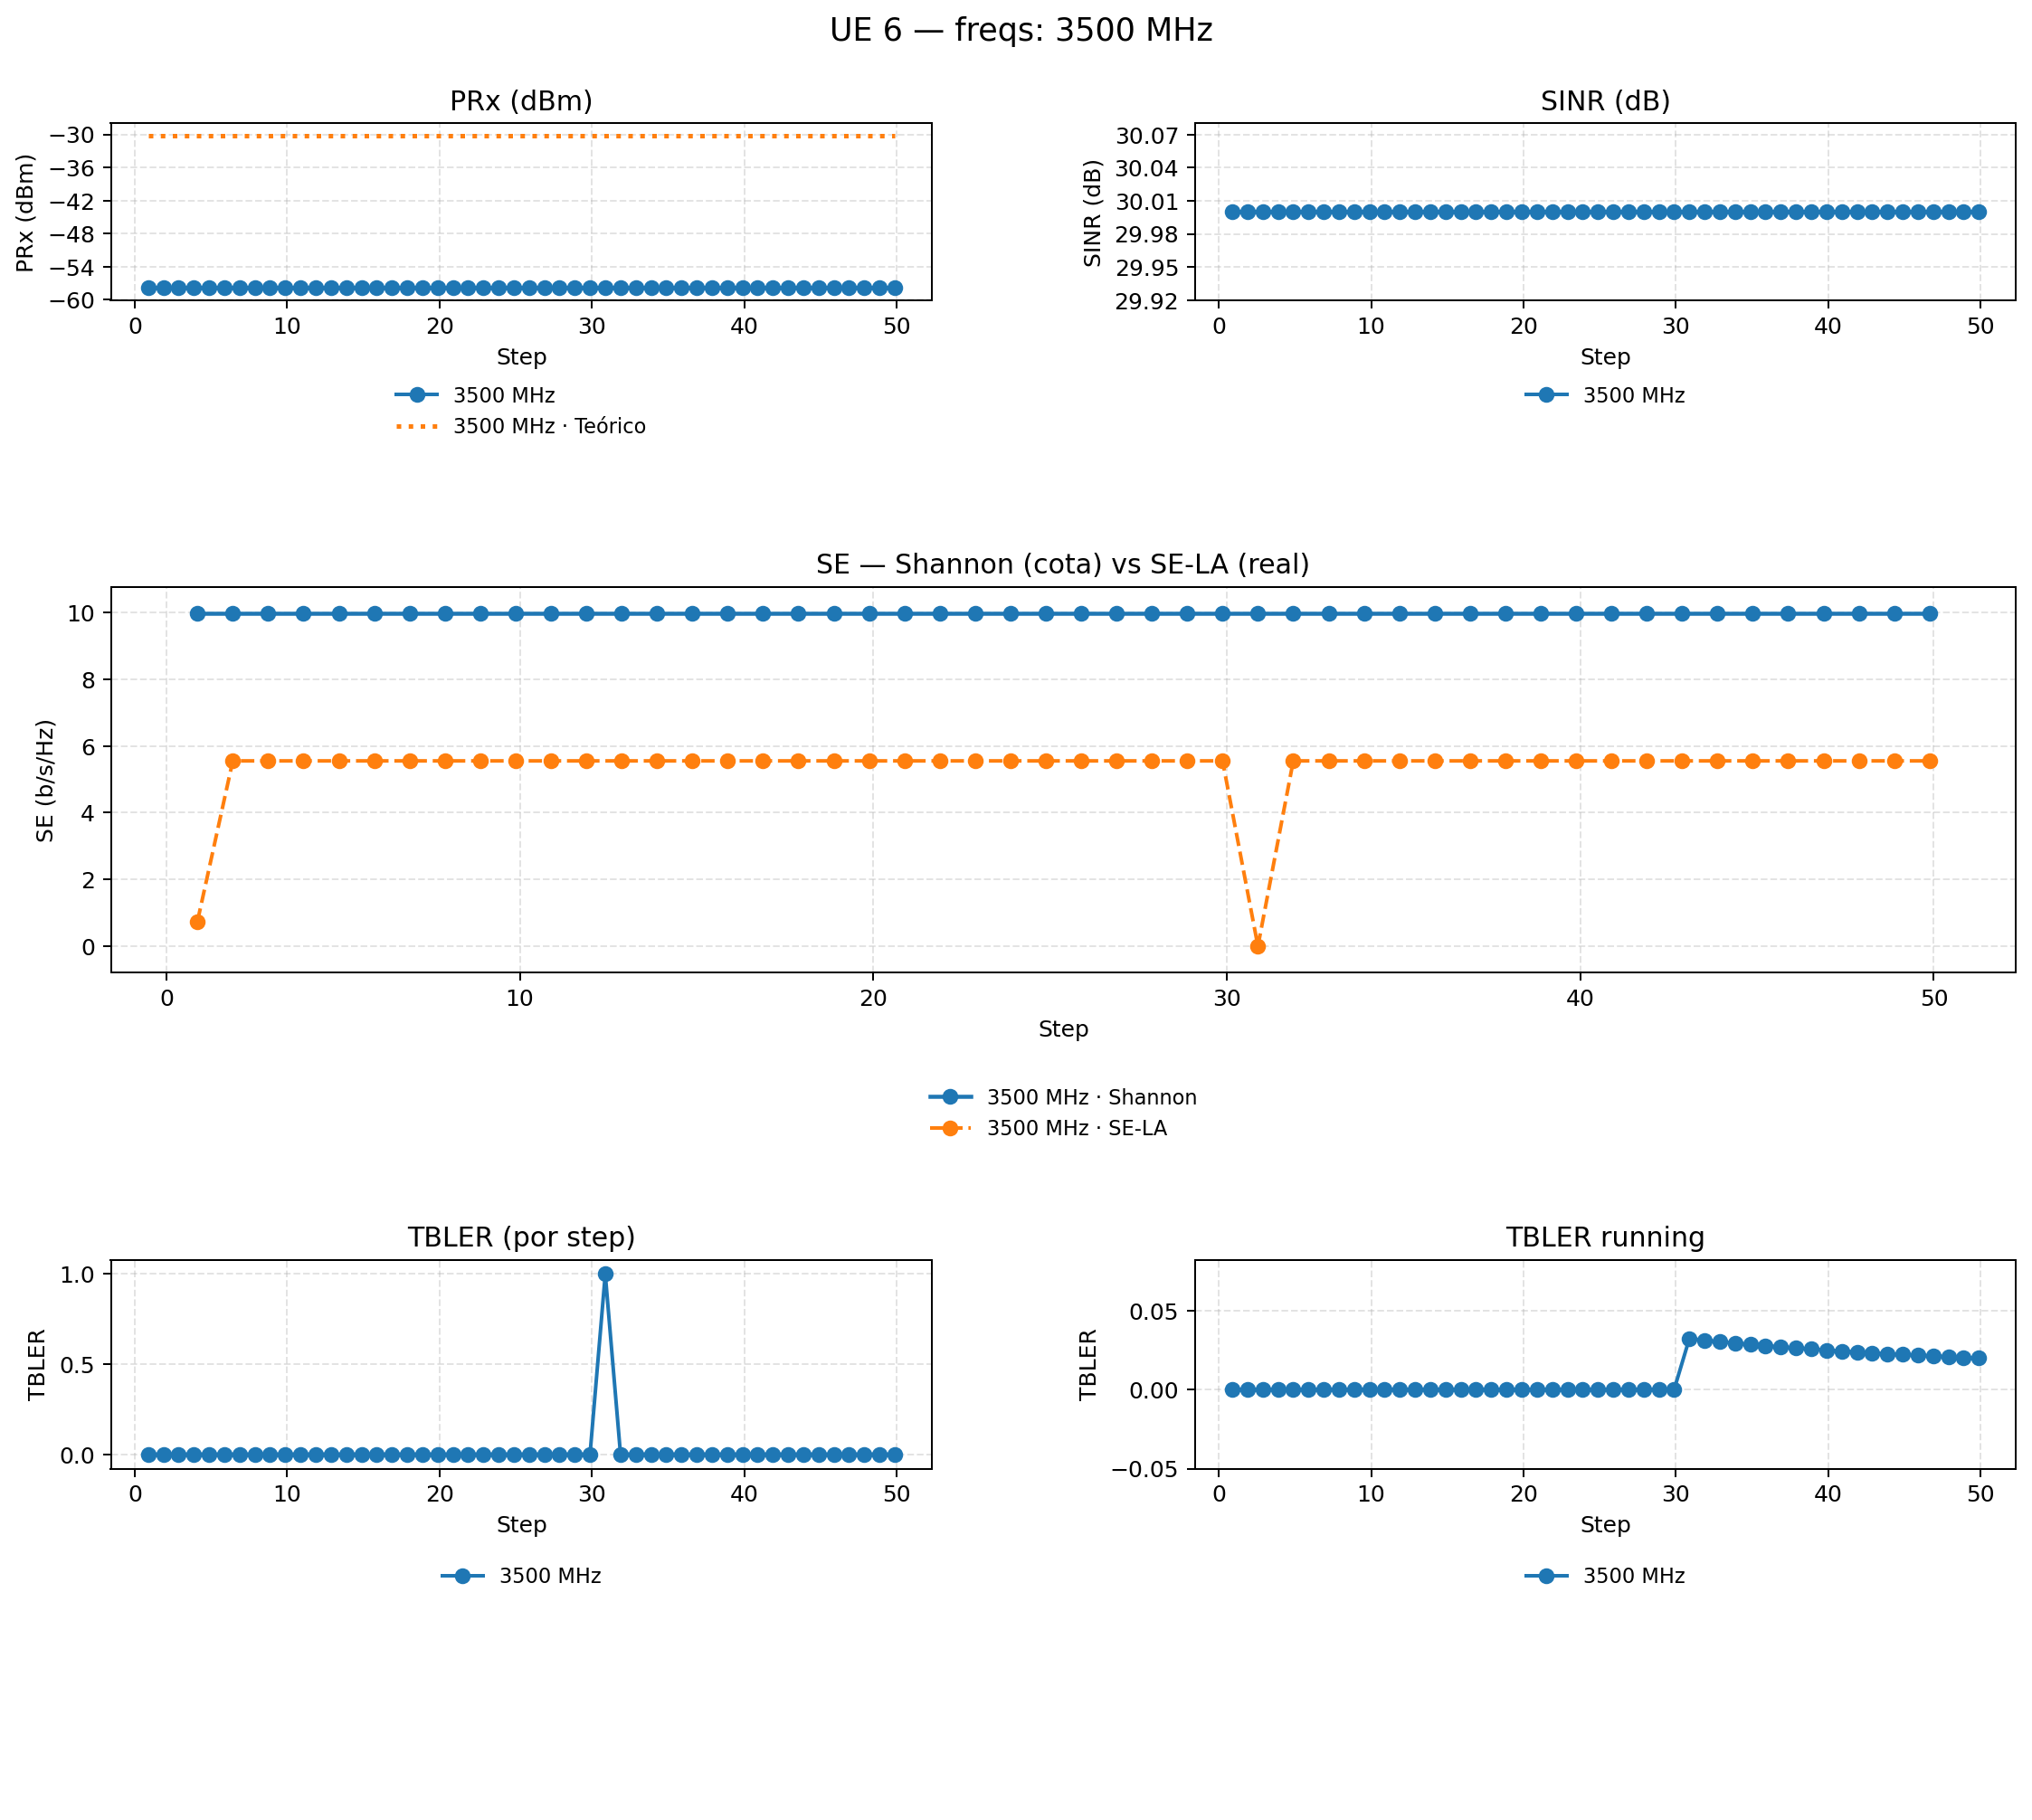 UE 6 — freqs: 3500 MHz
PRx (dBm)
PRx (dBm)
−30
−36
−42
−48
−54
−60
0 10 20 30 40 50
Step
3500 MHz
3500 MHz · Teórico
SINR (dB)
SINR (dB)
30.07
30.04
30.01
29.98
29.95
29.92
0 10 20 30 40 50
Step
3500 MHz
SE — Shannon (cota) vs SE-LA (real)
SE (b/s/Hz)
10
8
6
4
2
0
0 10 20 30 40 50
Step
3500 MHz · Shannon
3500 MHz · SE-LA
TBLER (por step)
TBLER
1.0
0.5
0.0
0 10 20 30 40 50
Step
3500 MHz
TBLER running
TBLER
0.05
0.00
−0.05
0 10 20 30 40 50
Step
3500 MHz